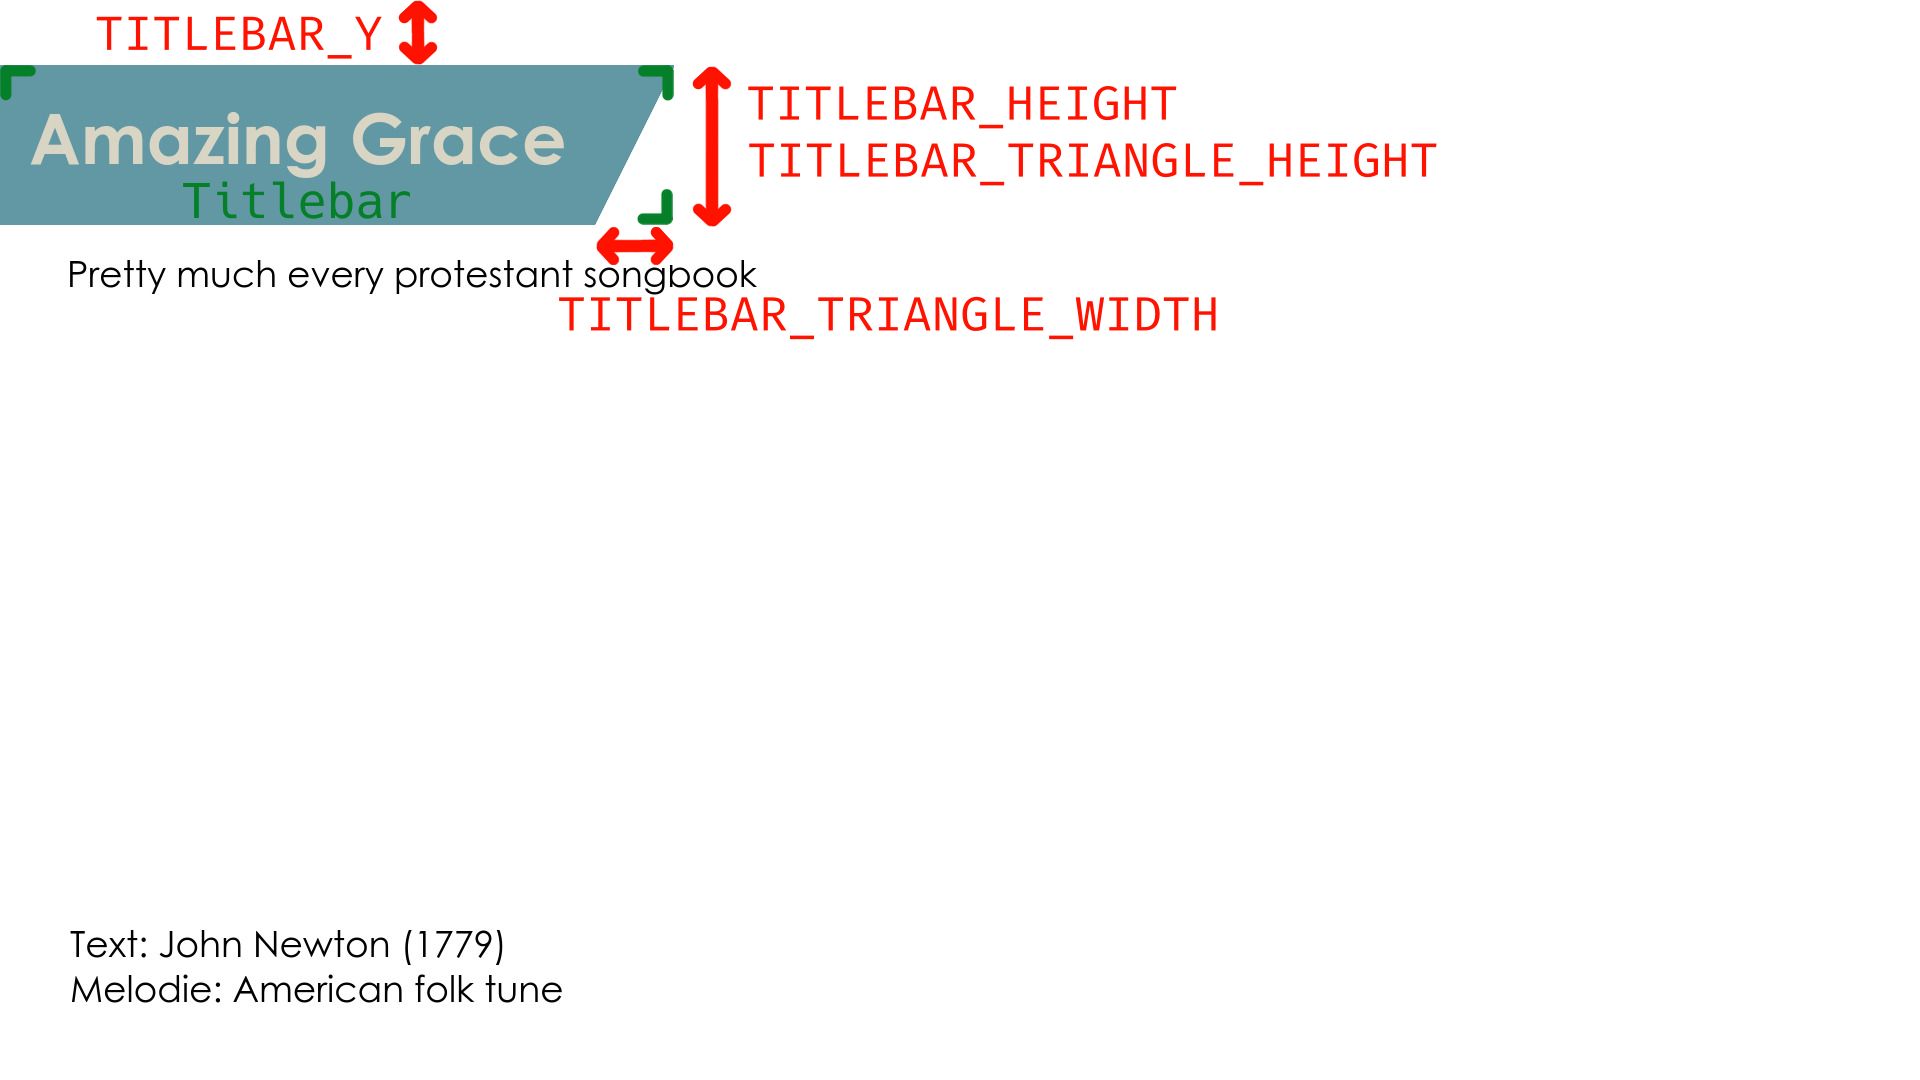 TITLEBAR_Y
Amazing Grace
Titlebar
TITLEBAR_HEIGHT
TITLEBAR_TRIANGLE_HEIGHT
Pretty much every protestant songbook
TITLEBAR_TRIANGLE_WIDTH
Text: John Newton (1779)
Melodie: American folk tune